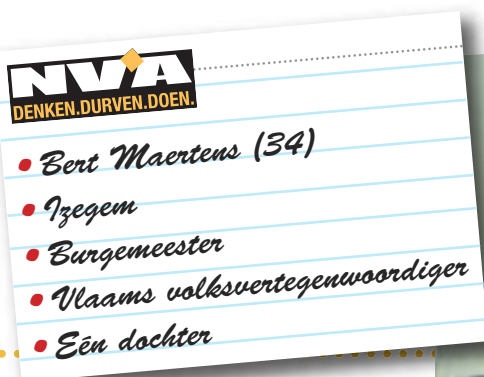 N-VA
DENKEN.DURVEN.DOEN.
• Bert Maertens (34)
• Izegem
• Burgemeester
• Vlaams volksvertegenwoordiger
• Eén dochter